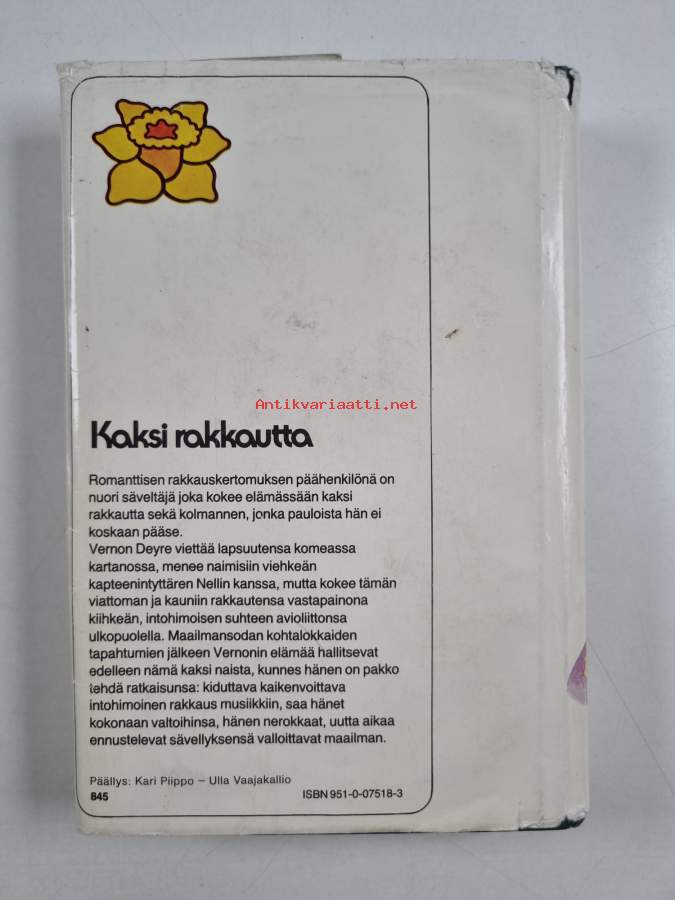 Antikvariaatti.net
Kaksi rakkautta
Romanttisen rakkauskertomuksen päähenkilönä on
nuori säveltäjä joka kokee elämässään kaksi
rakkautta sekä kolmannen, jonka pauloista hän ei
koskaan pääse.
Vernon Deyre viettää lapsuutensa komeassa
kartanossa, menee naimisiin viehkeän
kapteenintyttären Nellin kanssa, mutta kokee tämän
viattoman ja kauniin rakkautensa vastapainona
kiihkeän, intohimoisen suhteen avioliittonsa
ulkopuolella. Maailmansodan kohtalokkaiden
tapahtumien jälkeen Vernonin elämää hallitsevat
edelleen nämä kaksi naista, kunnes hänen on pakko
tehdä ratkaisunsa: kiduttava kaikenvoittava
intohimoinen rakkaus musiikkiin, saa hänet
kokonaan valtoihinsa, hänen nerokkaat, uutta aikaa
ennustelevat sävellyksensä valloittavat maailman.
Päällys: Kari Piippo – Ulla Vaajakallio
845 ISBN 951-0-07518-3